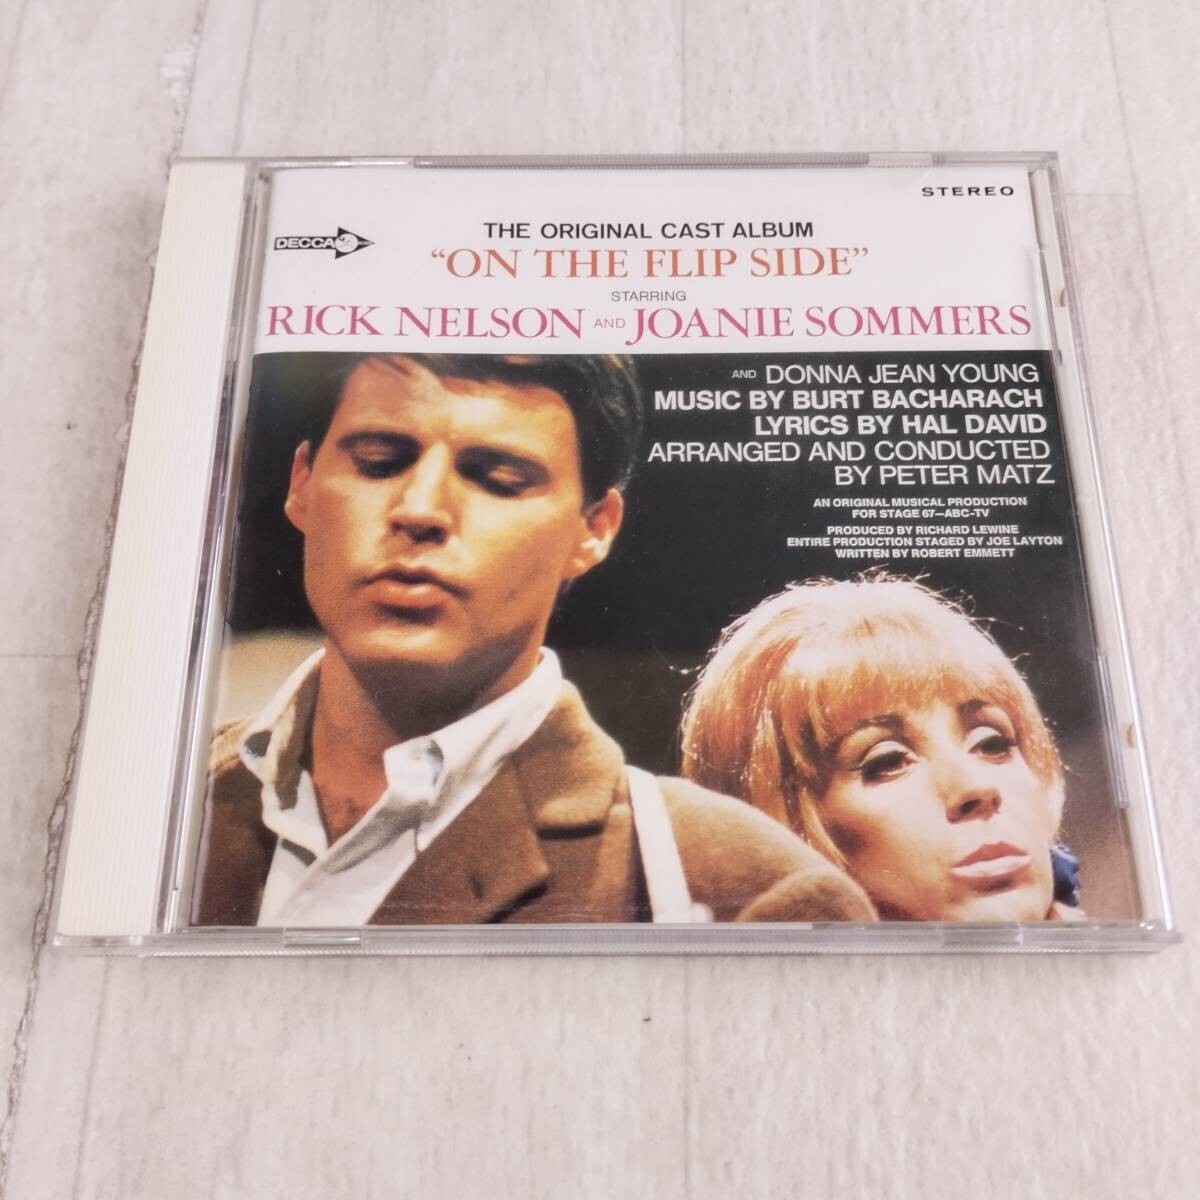 STEREO
DECCA
THE ORIGINAL CAST ALBUM
“ON THE FLIP SIDE”
STARRING
RICK NELSON AND JOANIE SOMMERS
AND DONNA JEAN YOUNG
MUSIC BY BURT BACHARACH
LYRICS BY HAL DAVID
ARRANGED AND CONDUCTED
BY PETER MATZ
AN ORIGINAL MUSICAL PRODUCTION
FOR STAGE 67—ABC-TV
PRODUCED BY RICHARD LEWINE
ENTIRE PRODUCTION STAGED BY JOE LAYTON
WRITTEN BY ROBERT EMMETT